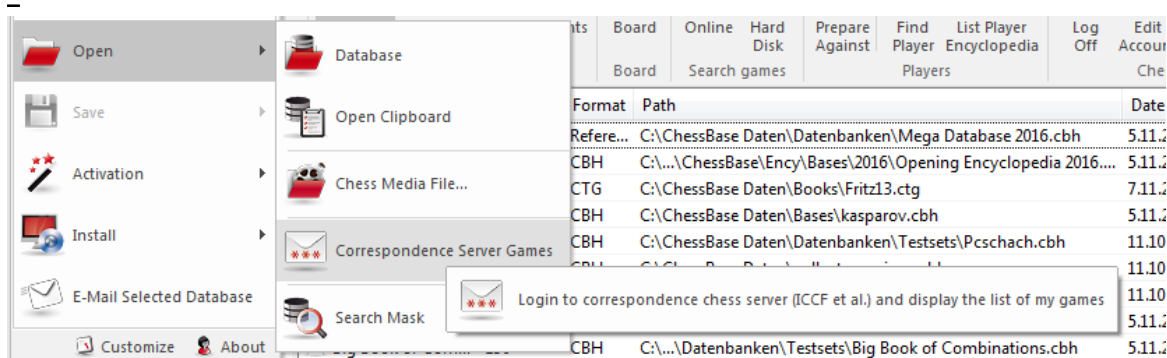 Open
Save
Activation
Install
E-Mail Selected Database
Customize About
Database
Open Clipboard
Chess Media File...
Correspondence Server Games
Search Mask
Login to correspondence chess server (ICCF et al.) and display the list of my games
Board Online Hard Disk Prepare Against Find Player List Player Encyclopedia Log Off Edit
Board Search games Players
Format Path Date
Refere... C:\ChessBase Daten\Datenbanken\Mega Database 2016.cbh 5.11.2
CBH C:\...\ChessBase\Ency\Bases\2016\Opening Encyclopedia 2016.... 5.11.2
CTG C:\ChessBase Daten\Books\Fritz13.ctg 7.11.2
CBH C:\ChessBase Daten\Bases\kasparov.cbh 5.11.2
CBH C:\ChessBase Daten\Datenbanken\Testsets\Pcschach.cbh 11.10
11.10
11.10
5.11.2
CBH C:\...\Datenbanken\Testsets\Big Book of Combinations.cbh 5.11.2